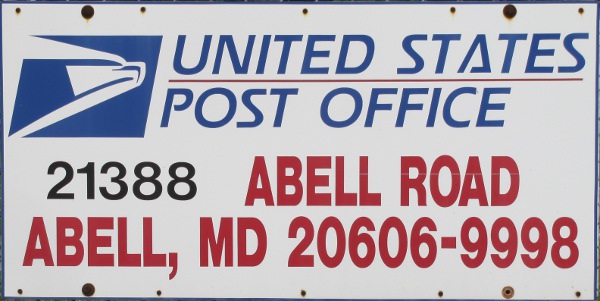 UNITED STATES
POST OFFICE
21388 ABELL ROAD
ABELL, MD 20606-9998